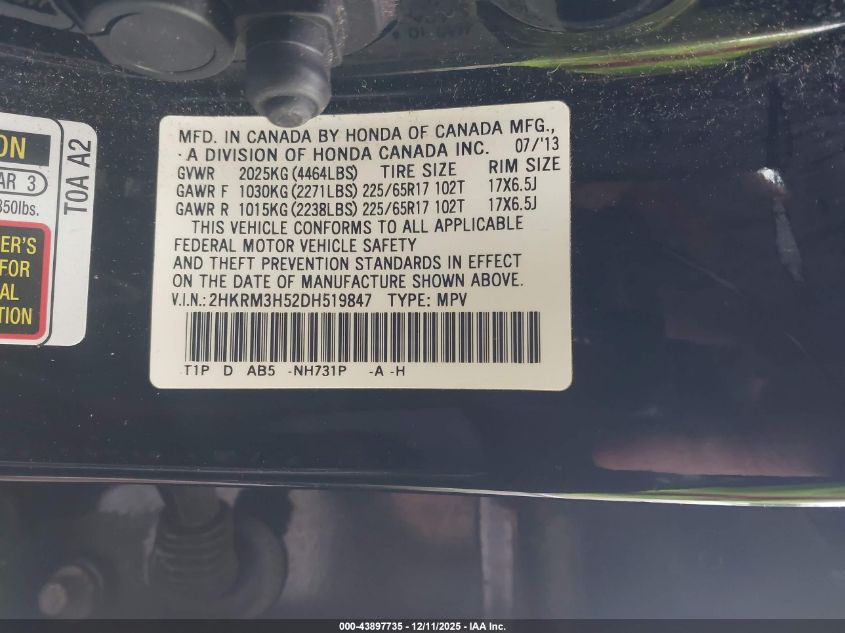 MFD. IN CANADA BY HONDA OF CANADA MFG.,
A DIVISION OF HONDA CANADA INC. 07/'13
GVWR 2025KG (4464LBS) TIRE SIZE RIM SIZE
GAWR F 1030KG (2271LBS) 225/65R17 102T 17X6.5J
GAWR R 1015KG (2238LBS) 225/65R17 102T 17X6.5J
THIS VEHICLE CONFORMS TO ALL APPLICABLE
FEDERAL MOTOR VEHICLE SAFETY
AND THEFT PREVENTION STANDARDS IN EFFECT
ON THE DATE OF MANUFACTURE SHOWN ABOVE.
V.I.N.: 2HKRM3H52DH519847 TYPE: MPV
T1P D AB5 -NH731P -A -H
ON
AR 3
850lbs.
ER'S
FOR
AL
TION
TOA A2
000-43897735 - 12/11/2025 - IAA Inc.